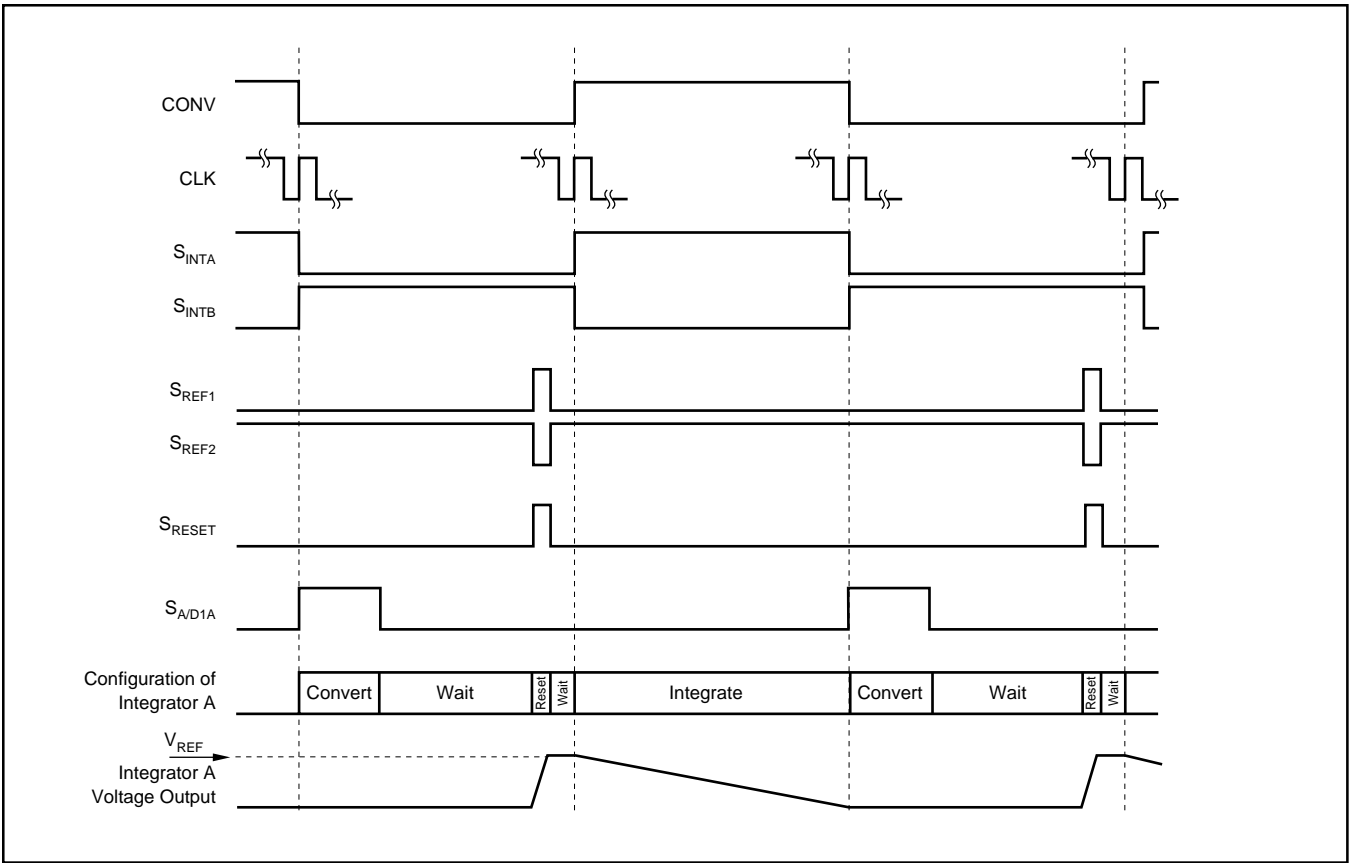 CONV
CLK
SINTA
SINTB
SREF1
SREF2
SRESET
SA/D1A
Configuration of
Integrator A
Convert Wait Reset Wait Integrate Convert Wait Reset Wait
VREF
Integrator A
Voltage Output